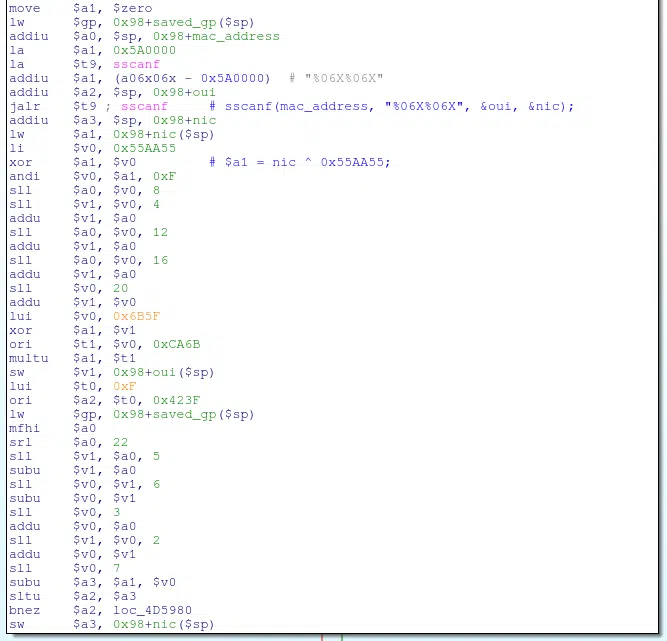 move $a1, $zero
lw $gp, 0x98+saved_gp($sp)
addiu $a0, $sp, 0x98+mac_address
la $a1, 0x5A0000
la $t9, sscanf
addiu $a1, (a06x06x - 0x5A0000) # "%06X%06X"
addiu $a2, $sp, 0x98+oui
jalr $t9 ; sscanf # sscanf(mac_address, "%06X%06X", &oui, &nic);
addiu $a3, $sp, 0x98+nic
lw $a1, 0x98+nic($sp)
li $v0, 0x55AA55
xor $a1, $v0 # $a1 = nic ^ 0x55AA55;
andi $v0, $a1, 0xF
sll $a0, $v0, 8
sll $v1, $v0, 4
addu $v1, $a0
sll $a0, $v0, 12
addu $v1, $a0
sll $a0, $v0, 16
addu $v1, $a0
sll $v0, 20
addu $v1, $v0
lui $v0, 0x6B5F
xor $a1, $v1
ori $t1, $v0, 0xCA6B
multu $a1, $t1
sw $v1, 0x98+oui($sp)
lui $t0, 0xF
ori $a2, $t0, 0x423F
lw $gp, 0x98+saved_gp($sp)
mfhi $a0
srl $a0, 22
sll $v1, $a0, 5
subu $v1, $a0
sll $v0, $v1, 6
subu $v0, $v1
sll $v0, 3
addu $v0, $a0
sll $v1, $v0, 2
addu $v0, $v1
sll $v0, 7
subu $a3, $a1, $v0
sltu $a2, $a3
bnez $a2, loc_4D5980
sw $a3, 0x98+nic($sp)